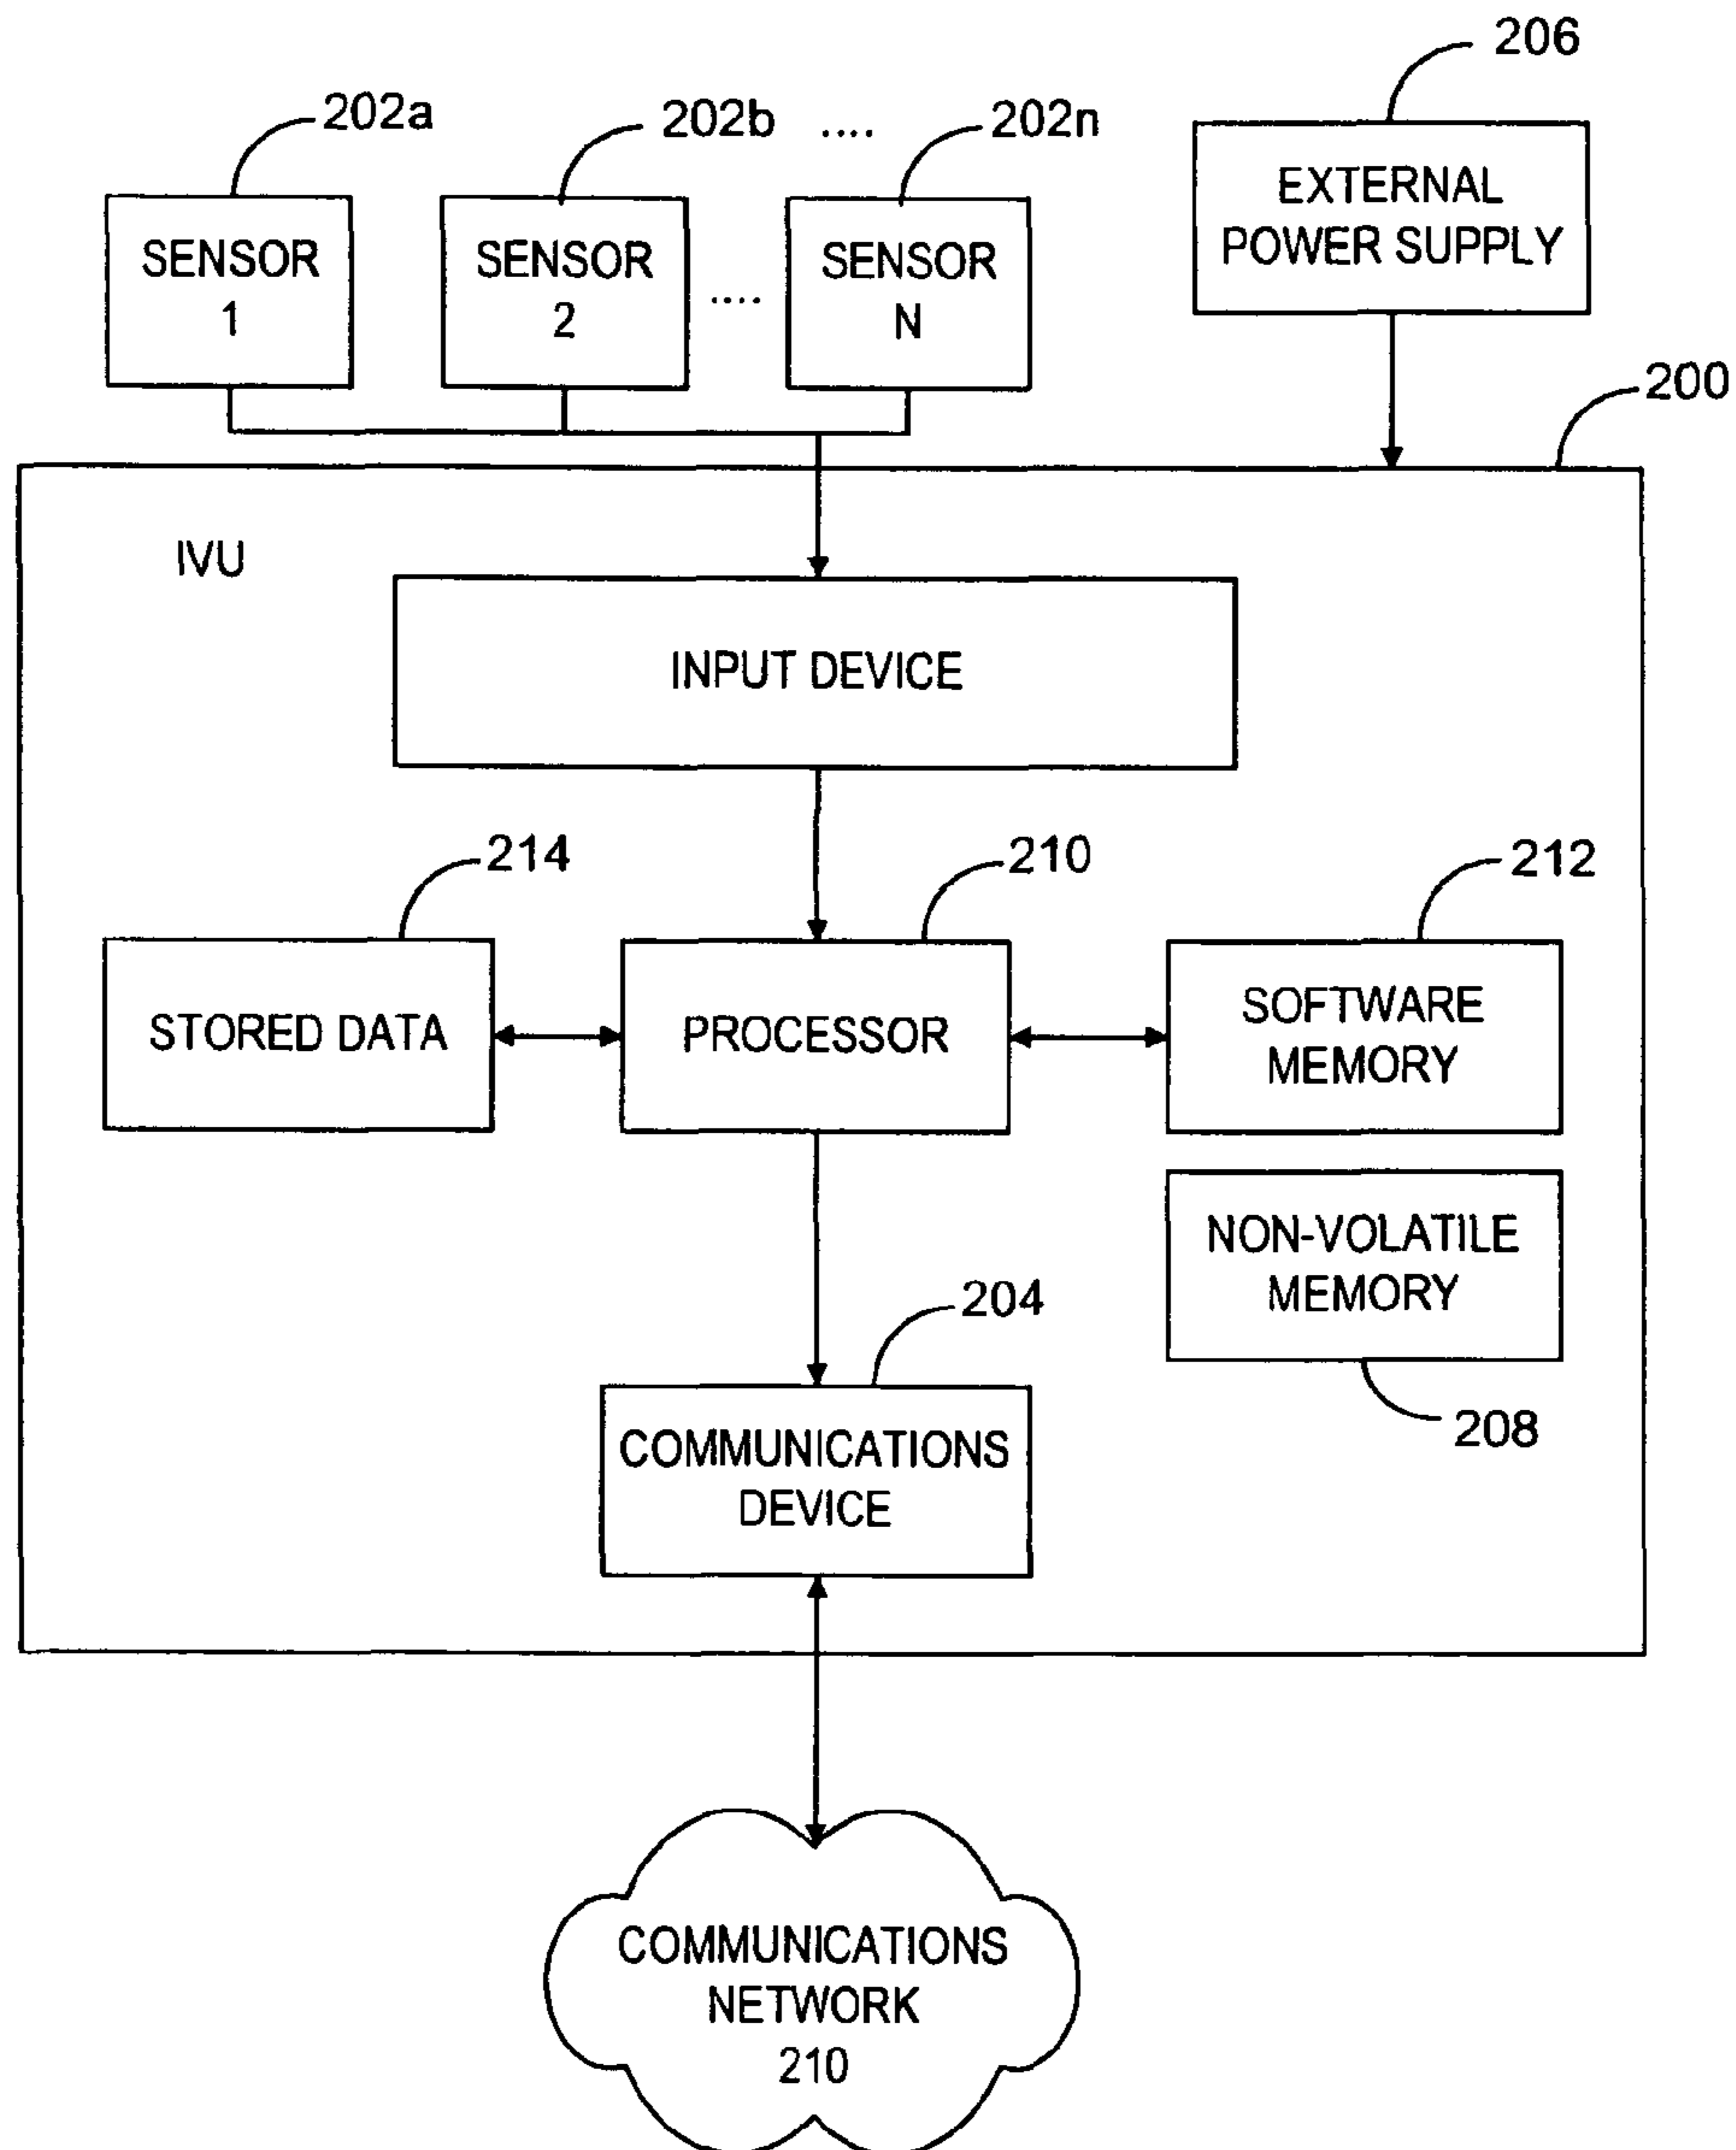 206
202a
202b
....
202n
EXTERNAL
POWER SUPPLY
SENSOR
1
SENSOR
2
....
SENSOR
N
200
IVU
INPUT DEVICE
214
210
212
STORED DATA
PROCESSOR
SOFTWARE
MEMORY
NON-VOLATILE
MEMORY
204
208
COMMUNICATIONS
DEVICE
COMMUNICATIONS
NETWORK
210